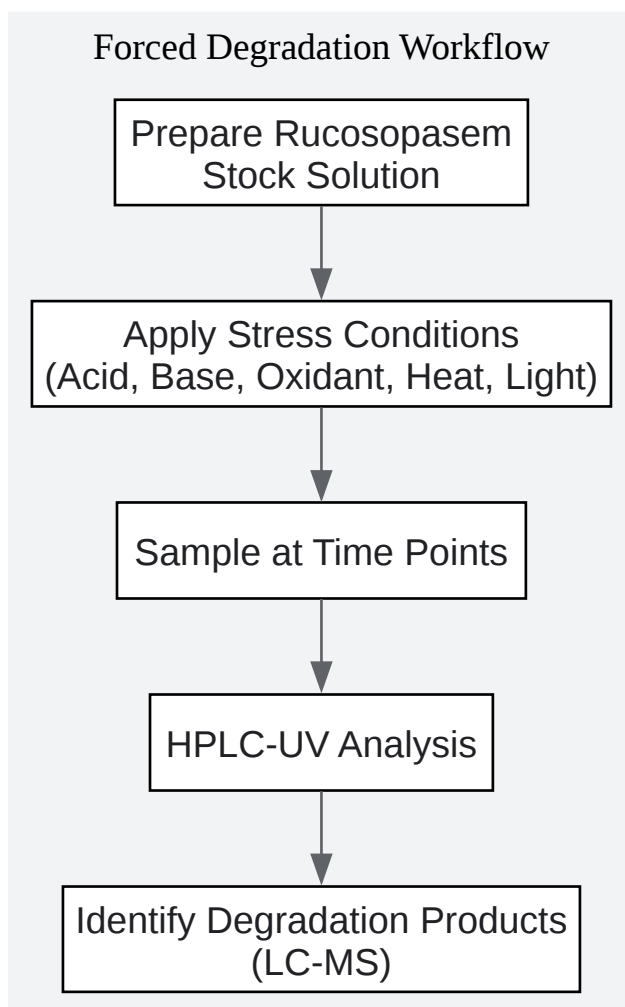 Forced Degradation Workflow
Prepare Rucosopasem
Stock Solution
Apply Stress Conditions
(Acid, Base, Oxidant, Heat, Light)
Sample at Time Points
HPLC-UV Analysis
Identify Degradation Products
(LC-MS)